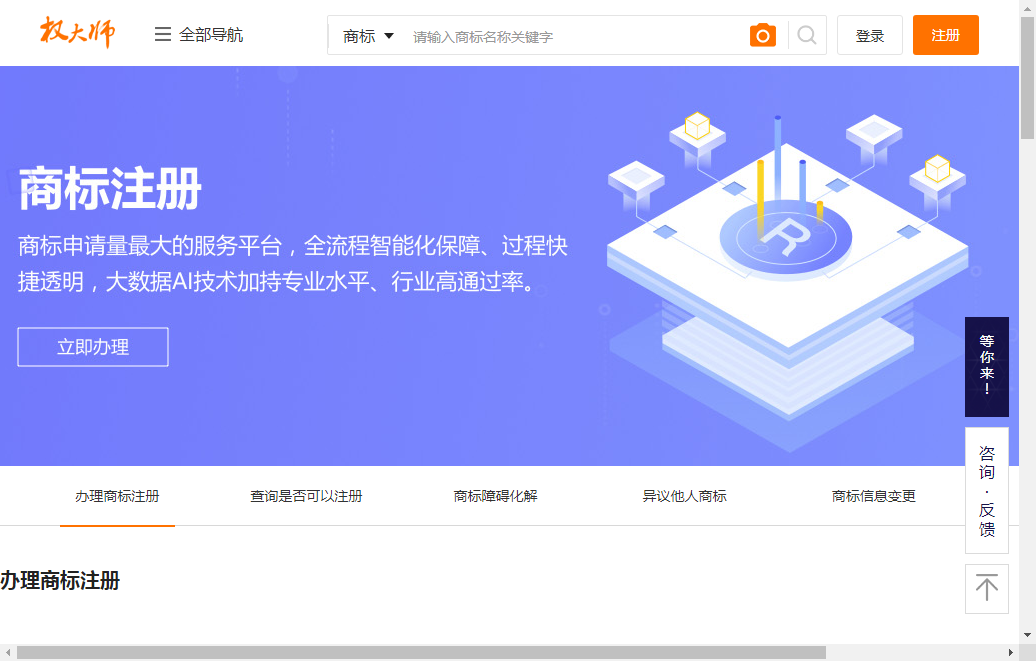 权大师
全部导航
商标
请输入商标名称关键字
登录
注册
商标注册
商标申请量最大的服务平台，全流程智能化保障、过程快
捷透明，大数据AI技术加持专业水平、行业高通过率。
立即办理
R
等你来！
咨询·反馈
办理商标注册
查询是否可以注册
商标障碍化解
异议他人商标
商标信息变更
办理商标注册